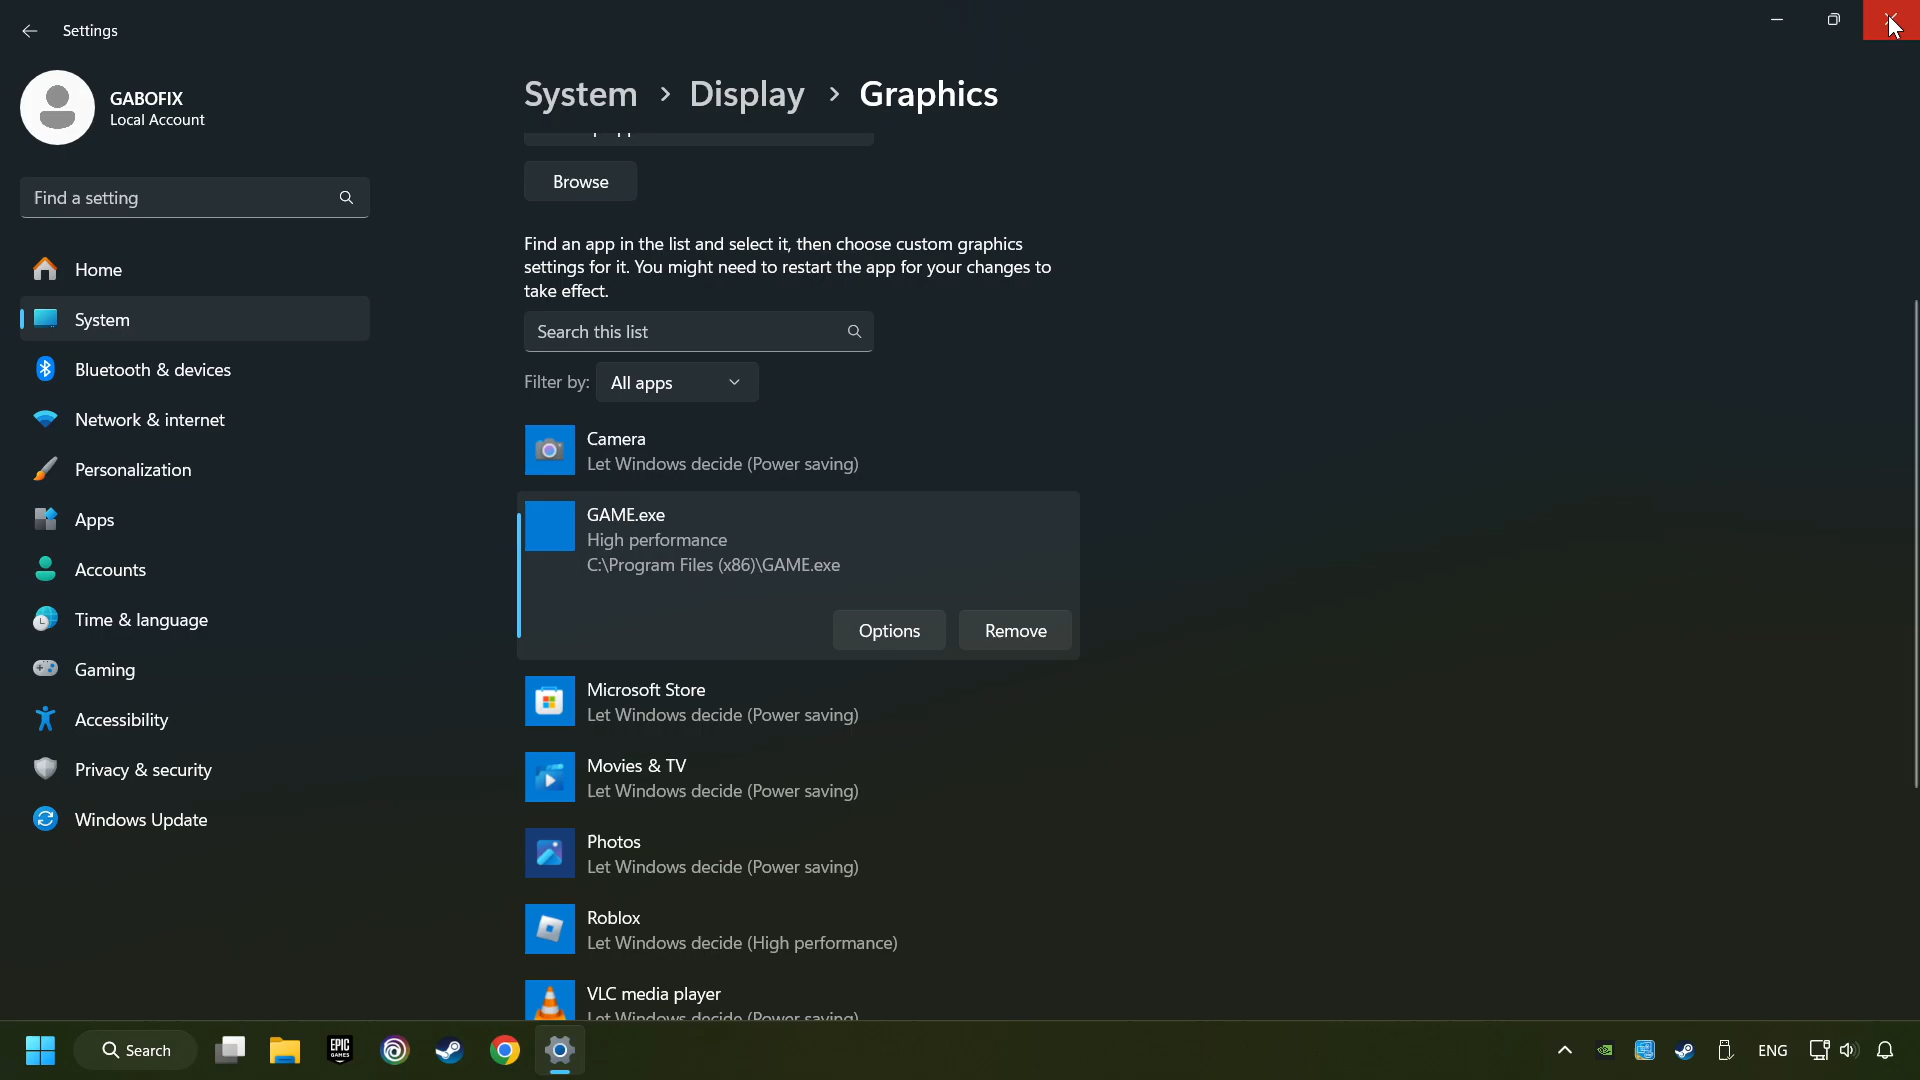 Settings
GABOFIX
Local Account
Find a setting
Home
System
Bluetooth & devices
Network & internet
Personalization
Apps
Accounts
Time & language
Gaming
Accessibility
Privacy & security
Windows Update
System > Display > Graphics
Browse
Find an app in the list and select it, then choose custom graphics
settings for it. You might need to restart the app for your changes to
take effect.
Search this list
Filter by: All apps
Camera
Let Windows decide (Power saving)
GAME.exe
High performance
C:\Program Files (x86)\GAME.exe
Options Remove
Microsoft Store
Let Windows decide (Power saving)
Movies & TV
Let Windows decide (Power saving)
Photos
Let Windows decide (Power saving)
Roblox
Let Windows decide (High performance)
VLC media player
Let Windows decide (Power saving)
Search
EPIC
GAMES
ENG